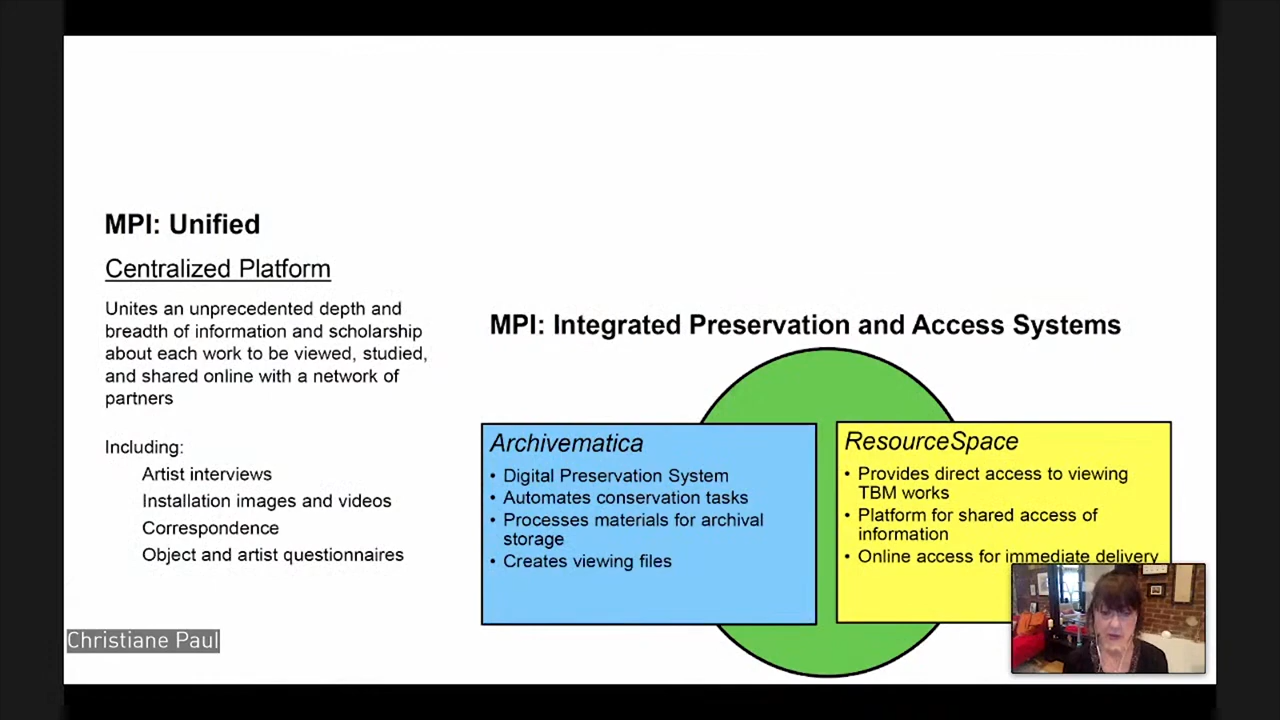 MPI: Unified
Centralized Platform
Unites an unprecedented depth and
breadth of information and scholarship
about each work to be viewed, studied,
and shared online with a network of
partners
Including:
Artist interviews
Installation images and videos
Correspondence
Object and artist questionnaires
MPI: Integrated Preservation and Access Systems
Archivematica
• Digital Preservation System
• Automates conservation tasks
• Processes materials for archival
storage
• Creates viewing files
ResourceSpace
• Provides direct access to viewing
TBM works
• Platform for shared access of
information
• Online access for immediate delivery
Christiane Paul